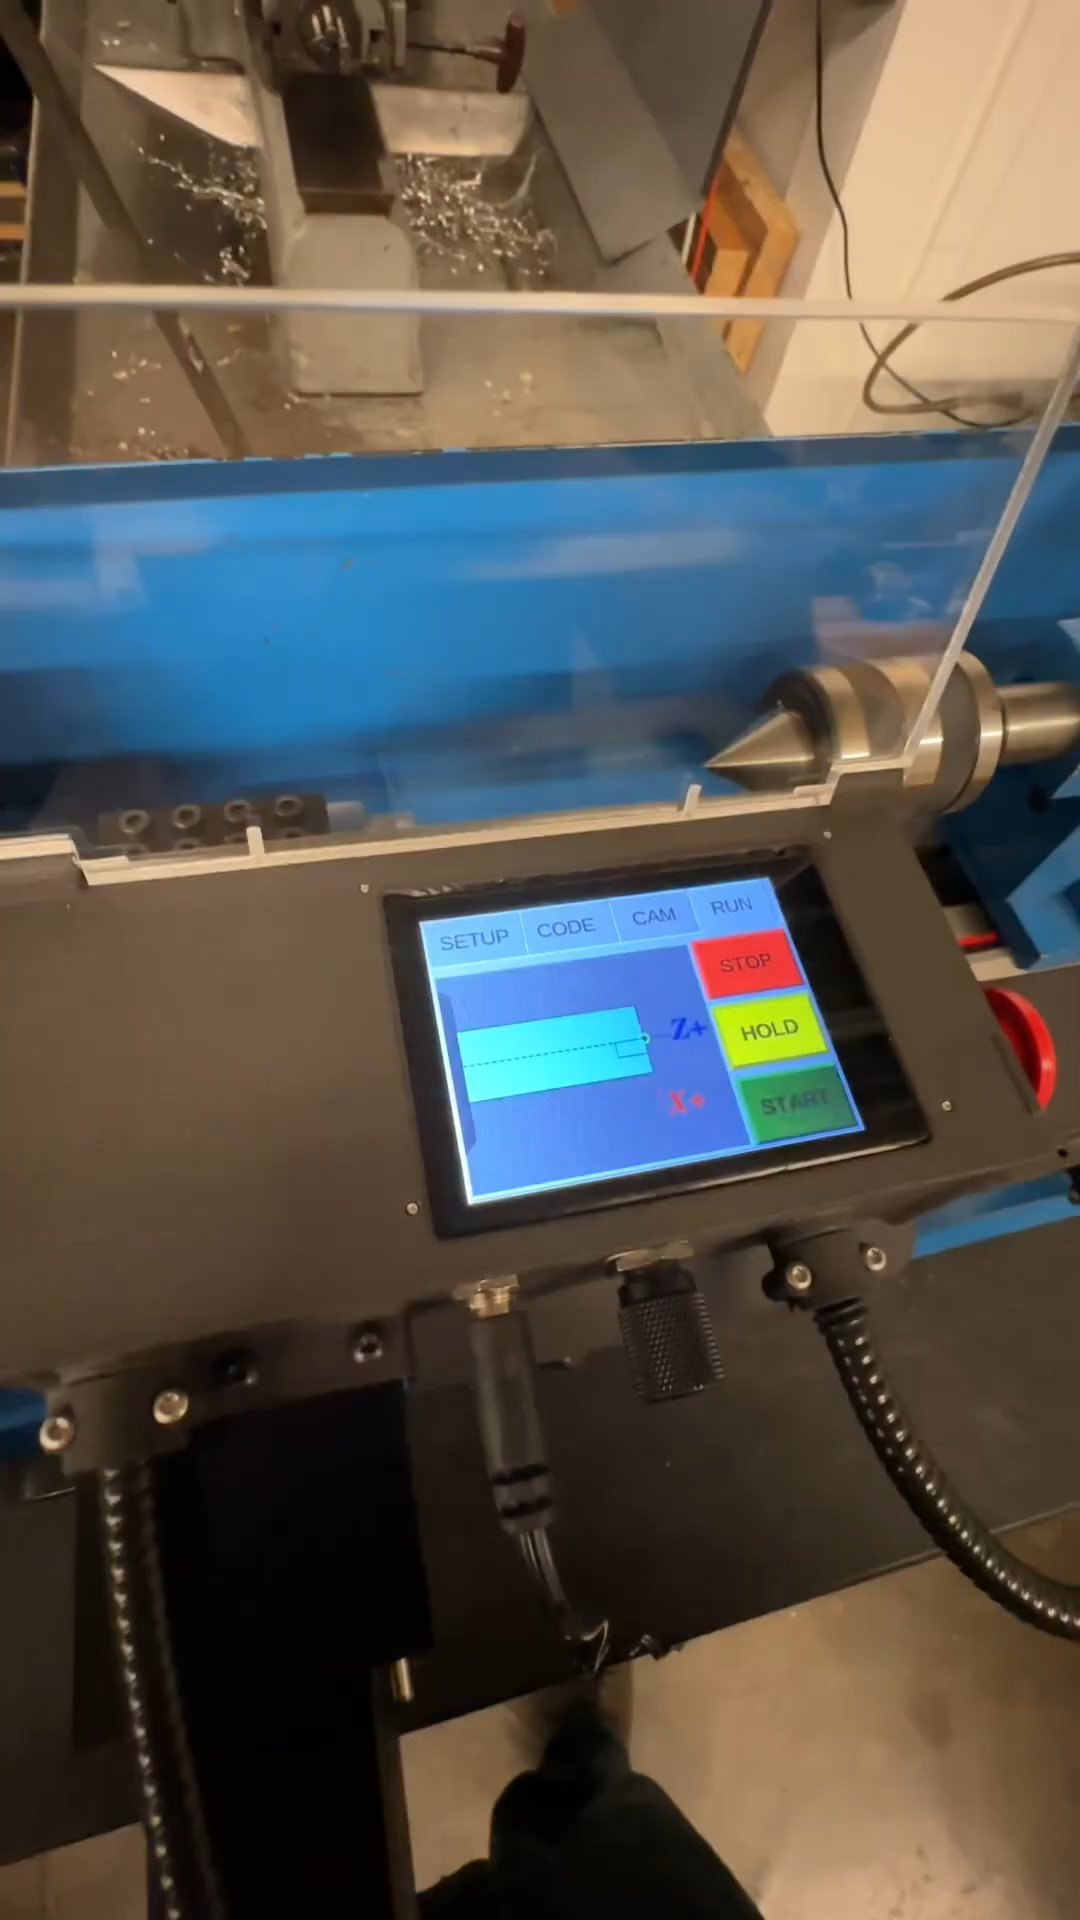 SETUP CODE CAM RUN
STOP
Z+
HOLD
X+
START